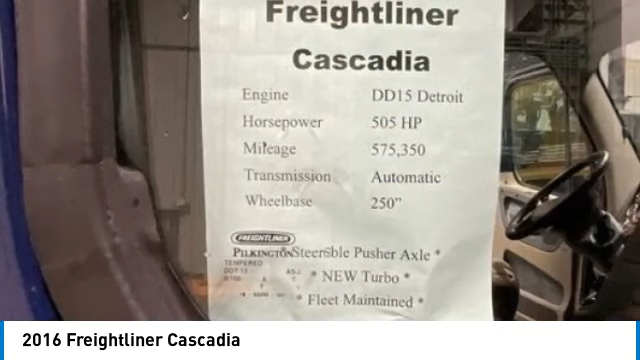 Freightliner
Cascadia
Engine DD15 Detroit
Horsepower 505 HP
Mileage 575,350
Transmission Automatic
Wheelbase 250"
FREIGHTLINER
PILKINGTON Steerable Pusher Axle *
TEMPERED
* NEW Turbo *
* Fleet Maintained *
2016 Freightliner Cascadia